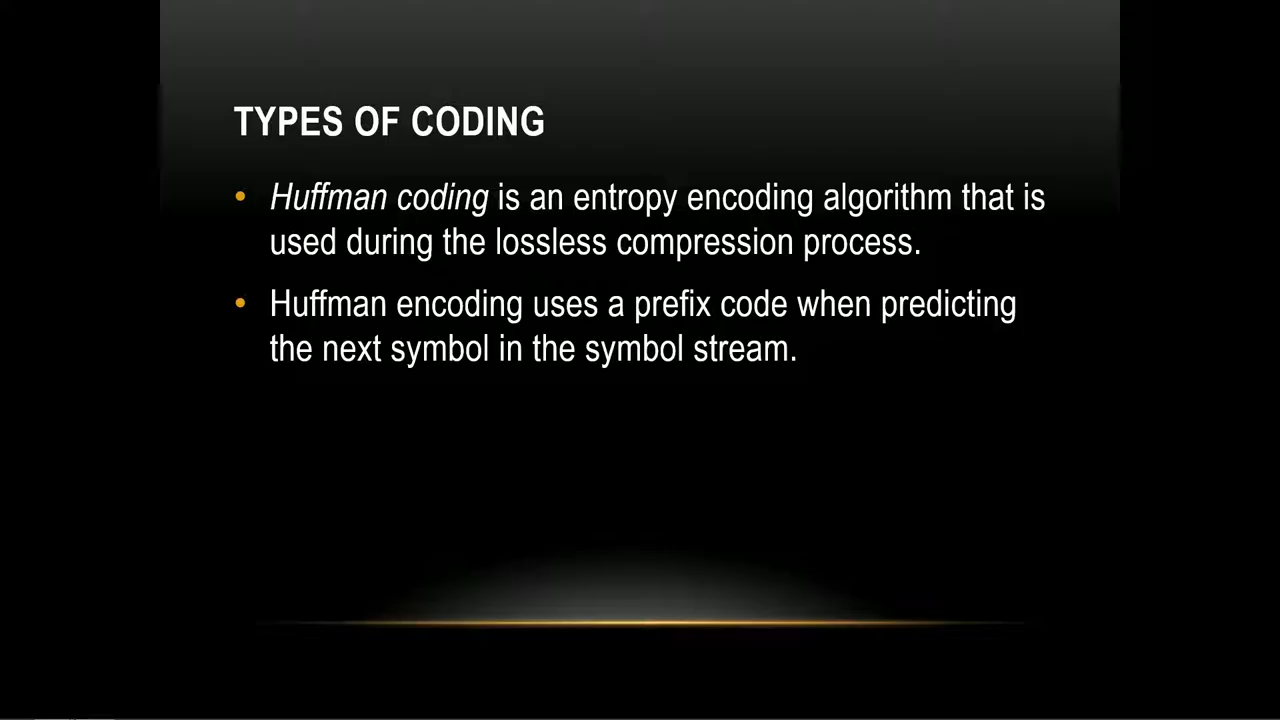 TYPES OF CODING
• Huffman coding is an entropy encoding algorithm that is
used during the lossless compression process.
• Huffman encoding uses a prefix code when predicting
the next symbol in the symbol stream.